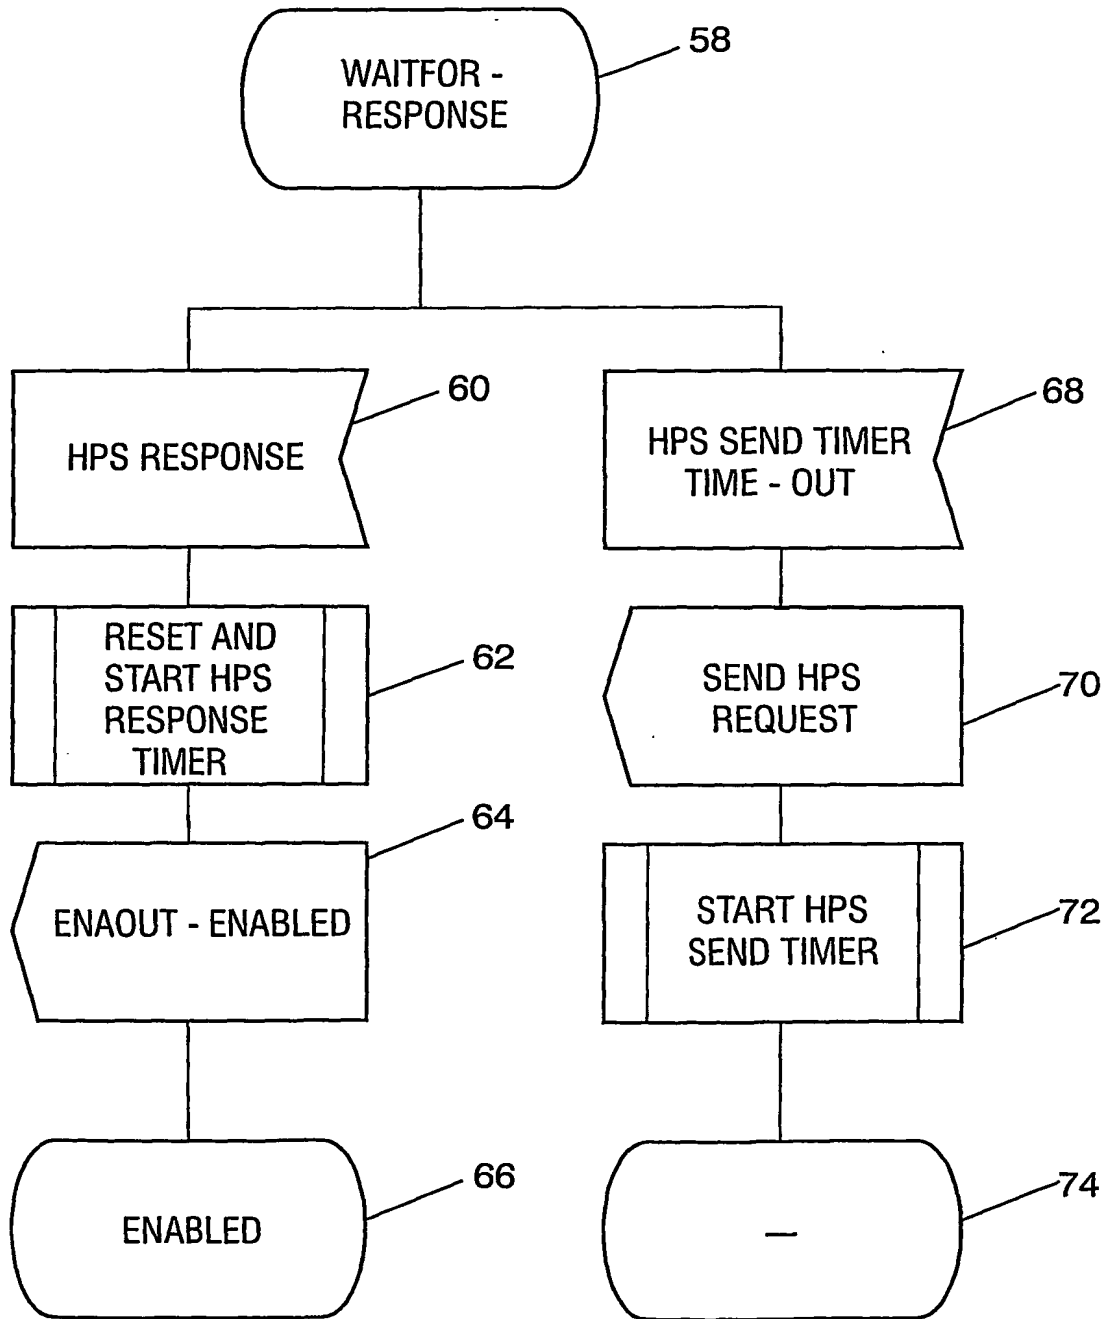 WAITFOR -
RESPONSE
58
HPS RESPONSE
60
HPS SEND TIMER
TIME - OUT
68
RESET AND
START HPS
RESPONSE
TIMER
62
SEND HPS
REQUEST
70
ENAOUT - ENABLED
64
START HPS
SEND TIMER
72
ENABLED
66
—
74